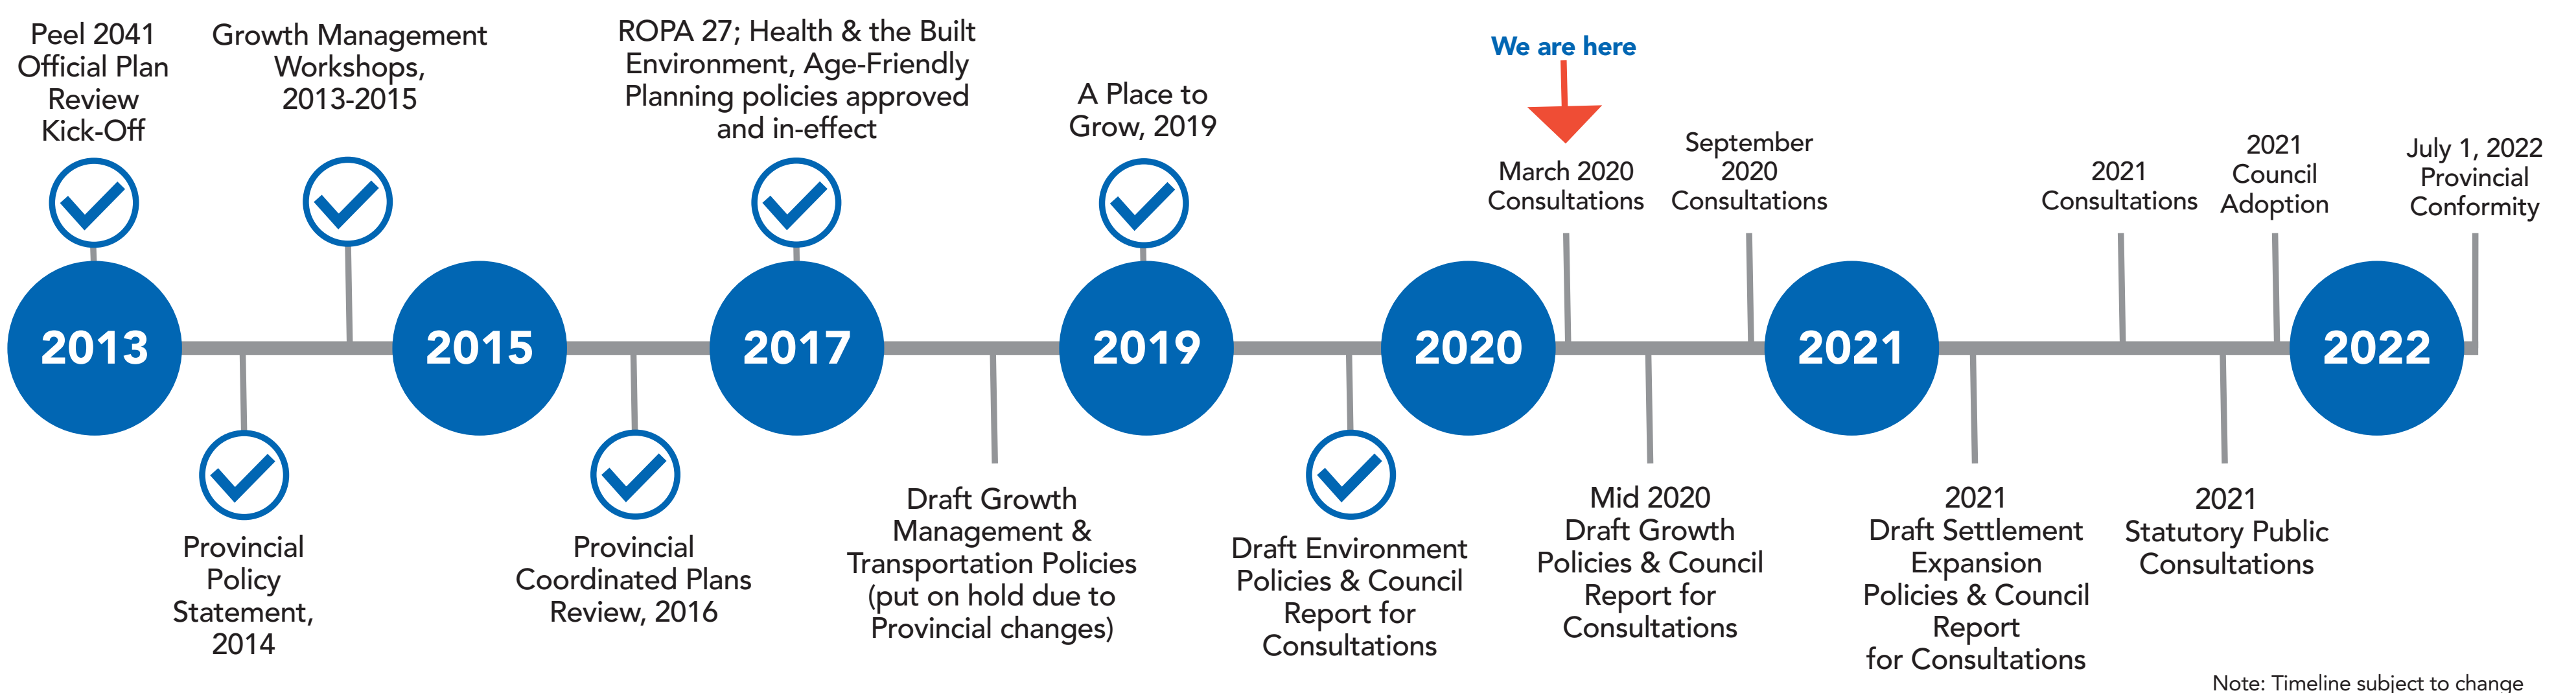 Peel 2041
Official Plan
Review
Kick-Off
Growth Management
Workshops,
2013-2015
ROPA 27; Health & the Built
Environment, Age-Friendly
Planning policies approved
and in-effect
A Place to
Grow, 2019
We are here
March 2020
Consultations
September
2020
Consultations
2021
Consultations
2021
Council
Adoption
July 1, 2022
Provincial
Conformity
2013
2015
2017
2019
2020
2021
2022
Provincial
Policy
Statement,
2014
Provincial
Coordinated Plans
Review, 2016
Draft Growth
Management &
Transportation Policies
(put on hold due to
Provincial changes)
Draft Environment
Policies & Council
Report for
Consultations
Mid 2020
Draft Growth
Policies & Council
Report for
Consultations
2021
Draft Settlement
Expansion
Policies & Council
Report
for Consultations
2021
Statutory Public
Consultations
Note: Timeline subject to change